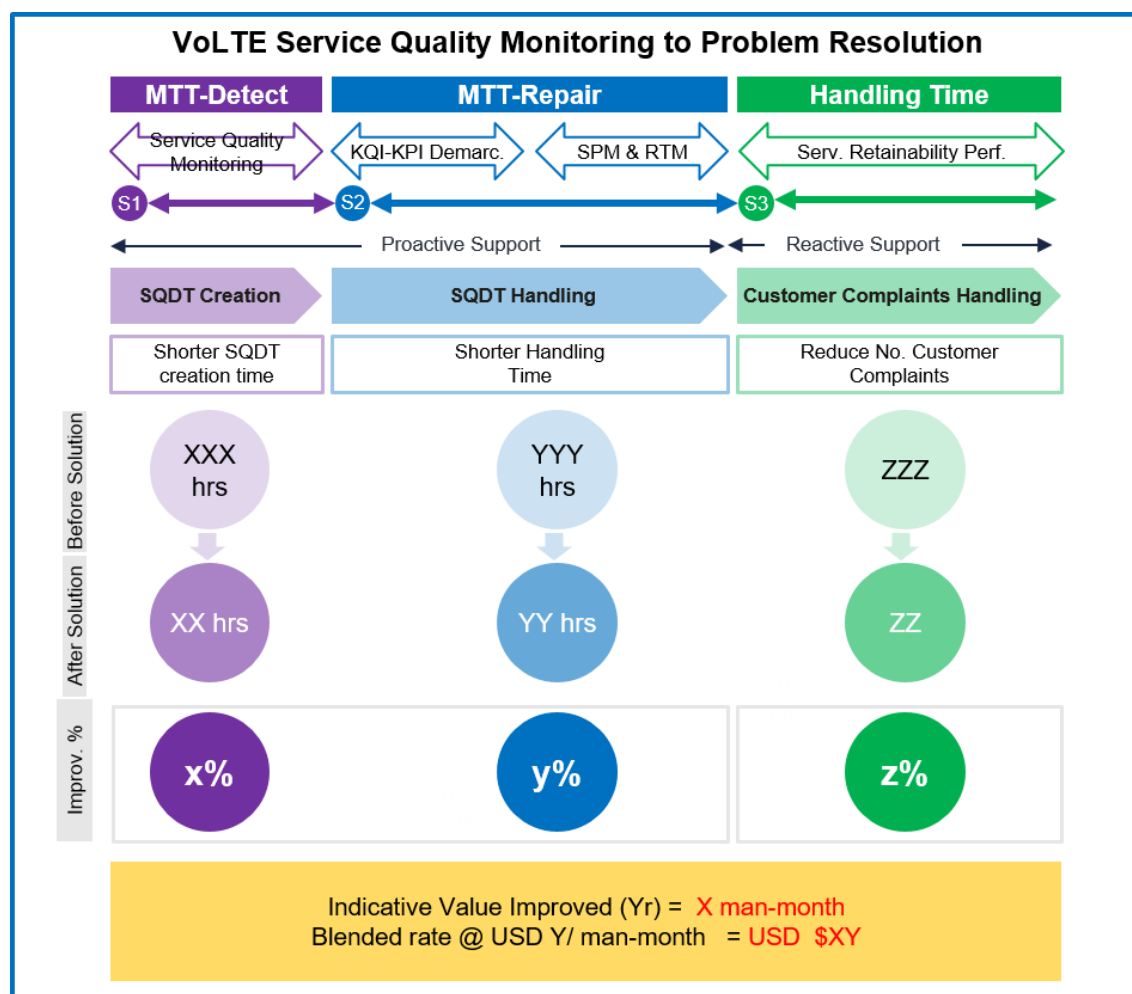 VoLTE Service Quality Monitoring to Problem Resolution
MTT-Detect
MTT-Repair
Handling Time
Service Quality
Monitoring
KQI-KPI Demarc.
SPM & RTM
Serv. Retainability Perf.
S1
S2
S3
Proactive Support
Reactive Support
SQDT Creation
SQDT Handling
Customer Complaints Handling
Shorter SQDT
creation time
Shorter Handling
Time
Reduce No. Customer
Complaints
Before Solution
XXX
hrs
YYY
hrs
ZZZ
After Solution
XX hrs
YY hrs
ZZ
Improv. %
x%
y%
z%
Indicative Value Improved (Yr) = X man-month
Blended rate @ USD Y/ man-month = USD $XY